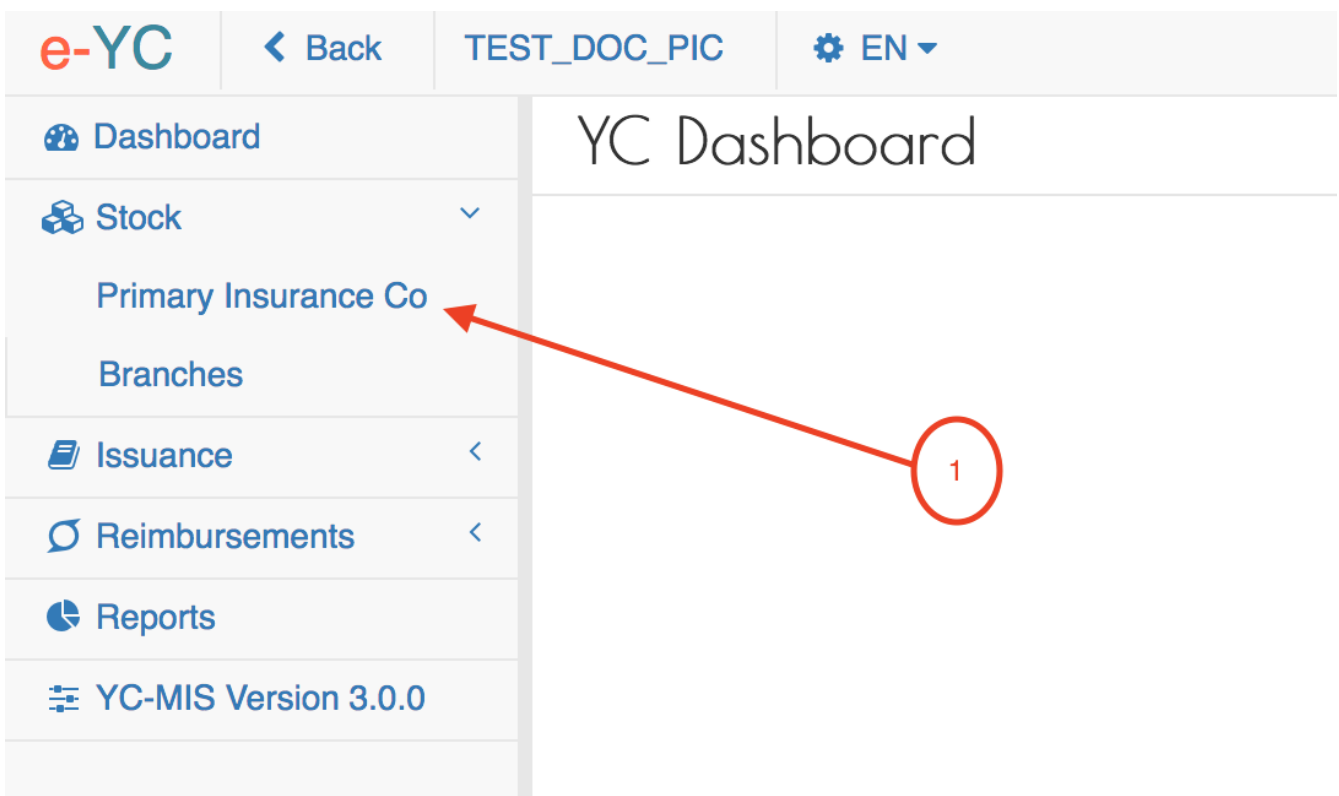 e-YC Back TEST_DOC_PIC EN
Dashboard
YC Dashboard
Stock
Primary Insurance Co
Branches
Issuance
1
Reimbursements
Reports
YC-MIS Version 3.0.0